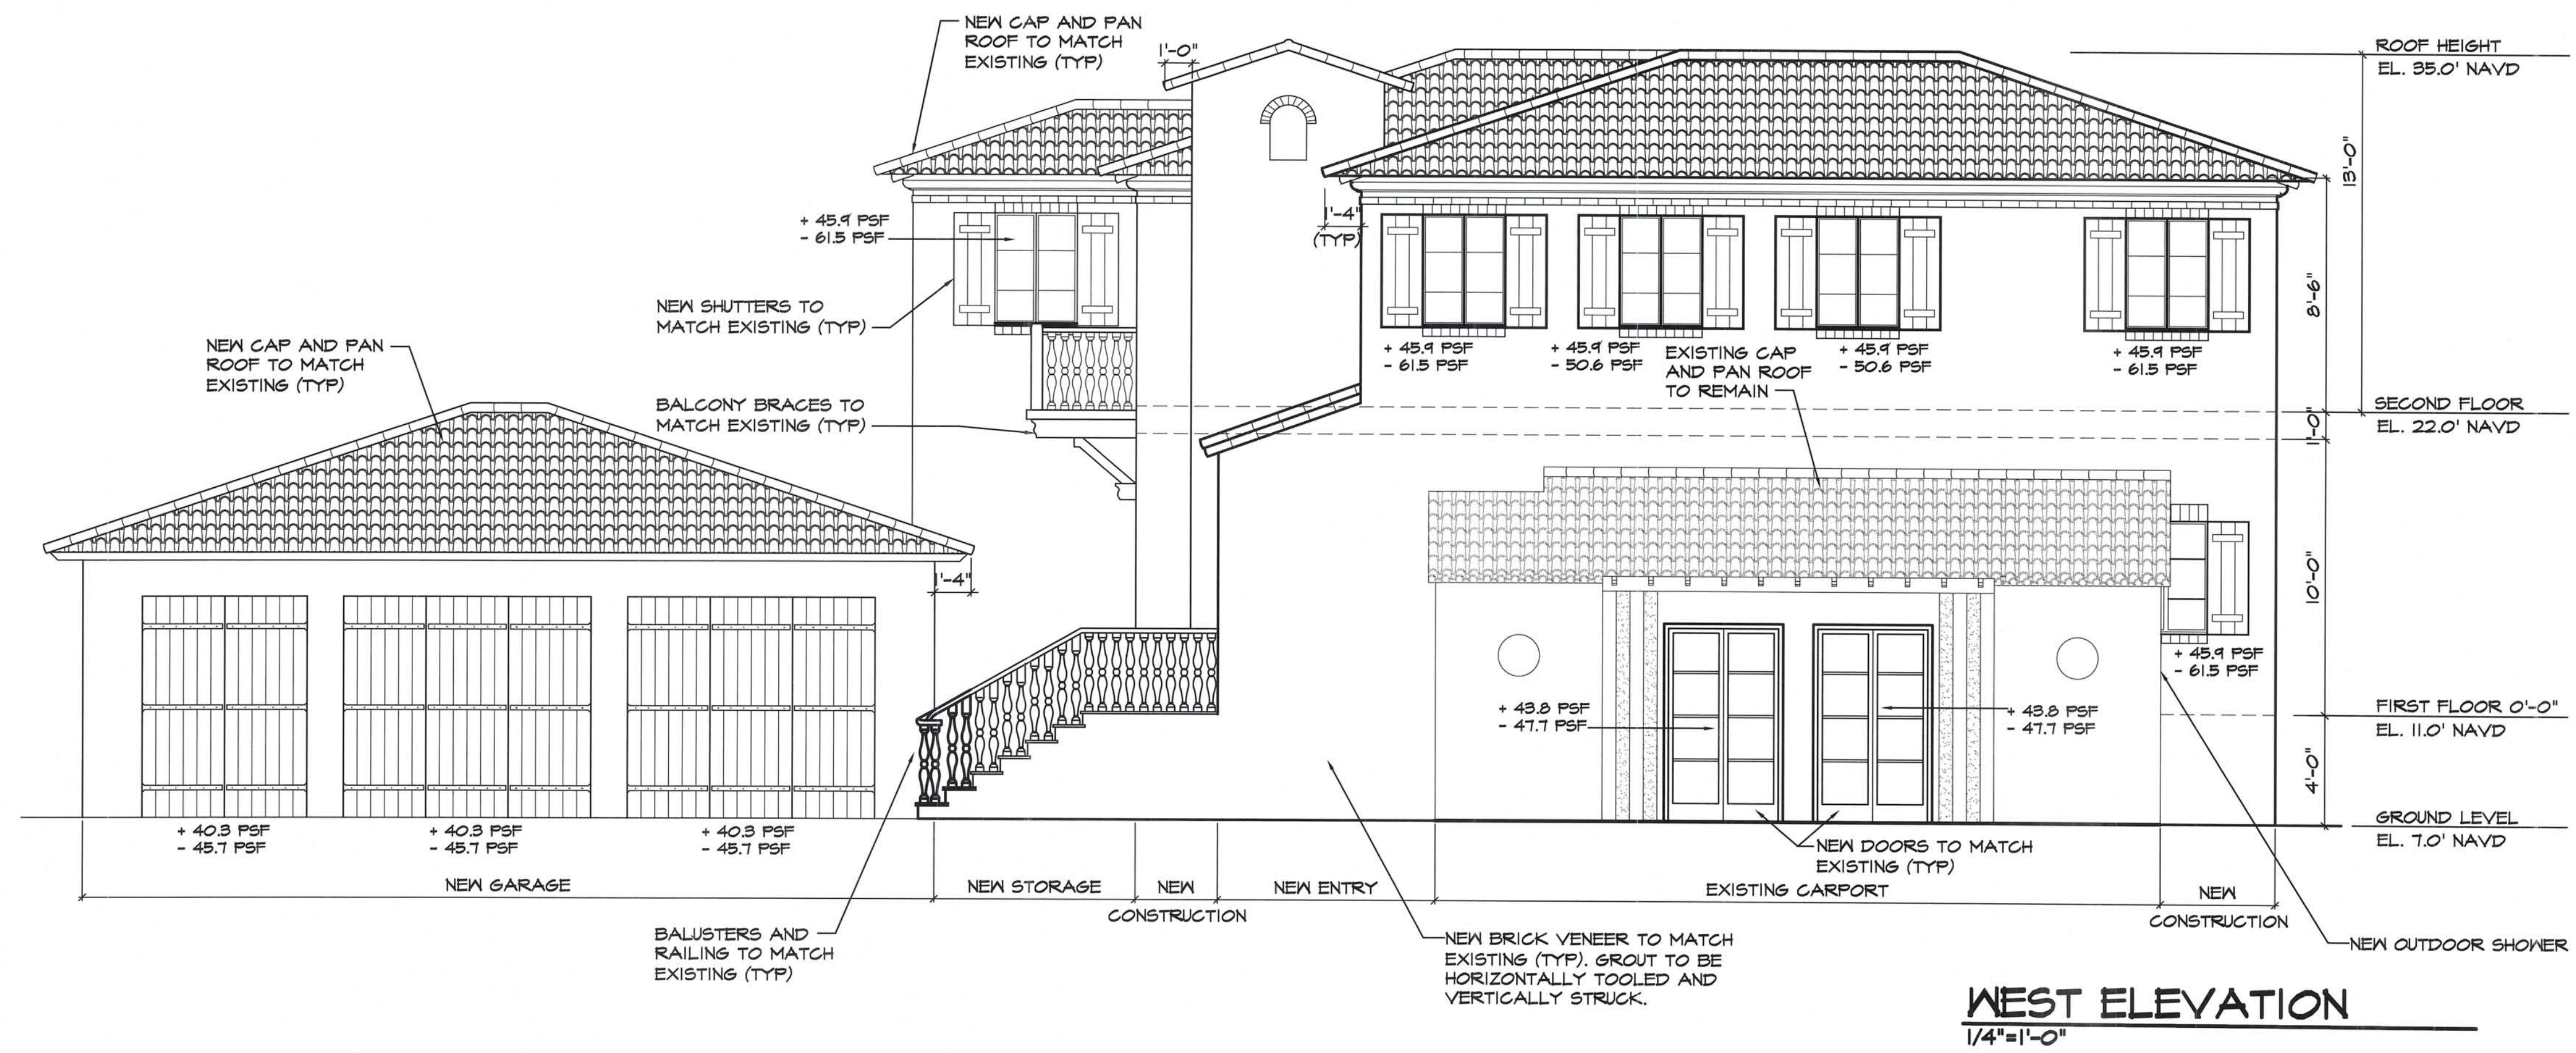 NEW CAP AND PAN
ROOF TO MATCH
EXISTING (TYP)
1'-0"
ROOF HEIGHT
EL. 35.0' NAVD
13'-0"
+ 45.9 PSF
- 61.5 PSF
1'-4"
(TYP)
8'-6"
NEW SHUTTERS TO
MATCH EXISTING (TYP)
NEW CAP AND PAN
ROOF TO MATCH
EXISTING (TYP)
+ 45.9 PSF
- 61.5 PSF
+ 45.9 PSF
- 50.6 PSF
EXISTING CAP
AND PAN ROOF
TO REMAIN
+ 45.9 PSF
- 50.6 PSF
+ 45.9 PSF
- 61.5 PSF
BALCONY BRACES TO
MATCH EXISTING (TYP)
SECOND FLOOR
EL. 22.0' NAVD
1'-0"
10'-0"
1'-4"
+ 45.9 PSF
- 61.5 PSF
+ 43.8 PSF
- 47.7 PSF
+ 43.8 PSF
- 47.7 PSF
FIRST FLOOR 0'-0"
EL. 11.0' NAVD
4'-0"
GROUND LEVEL
EL. 7.0' NAVD
+ 40.3 PSF
- 45.7 PSF
+ 40.3 PSF
- 45.7 PSF
+ 40.3 PSF
- 45.7 PSF
NEW DOORS TO MATCH
EXISTING (TYP)
NEW GARAGE
NEW STORAGE
NEW
CONSTRUCTION
NEW ENTRY
EXISTING CARPORT
NEW
CONSTRUCTION
BALUSTERS AND
RAILING TO MATCH
EXISTING (TYP)
NEW BRICK VENEER TO MATCH
EXISTING (TYP). GROUT TO BE
HORIZONTALLY TOOLED AND
VERTICALLY STRUCK.
NEW OUTDOOR SHOWER
WEST ELEVATION
1/4"=1'-0"